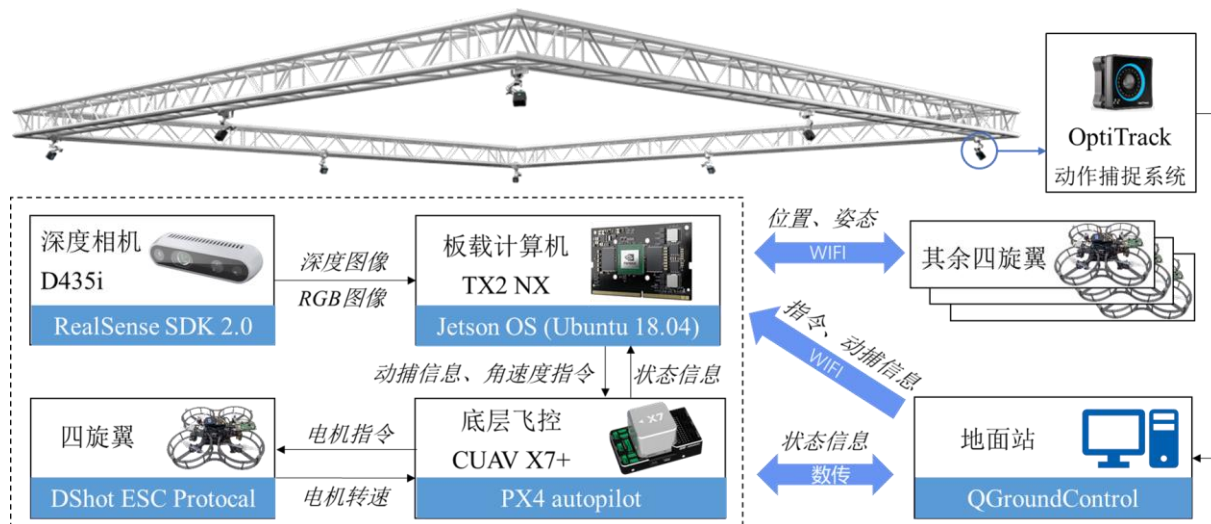 OptiTrack
动作捕捉系统
深度相机
D435i
RealSense SDK 2.0
深度图像
RGB图像
板载计算机
TX2 NX
Jetson OS (Ubuntu 18.04)
位置、姿态
WIFI
其余四旋翼
指令、动捕信息
WIFI
动捕信息、角速度指令
状态信息
四旋翼
DShot ESC Protocal
电机指令
电机转速
底层飞控
CUAV X7+
X7
PX4 autopilot
状态信息
数传
地面站
QGroundControl